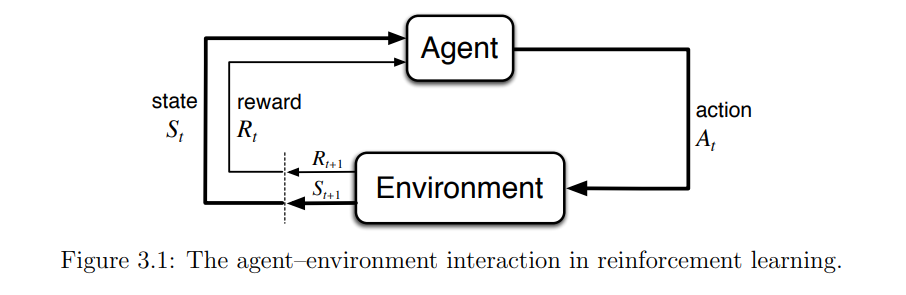 Agent
state
S_t
reward
R_t
action
A_t
R_{t+1}
S_{t+1}
Environment
Figure 3.1: The agent–environment interaction in reinforcement learning.